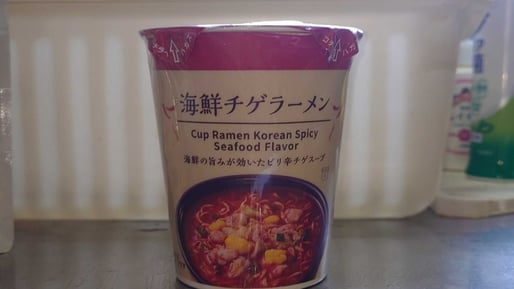 海鮮チゲラーメン
Cup Ramen Korean Spicy
Seafood Flavor
海鮮の旨みが効いたピリ辛チゲスープ